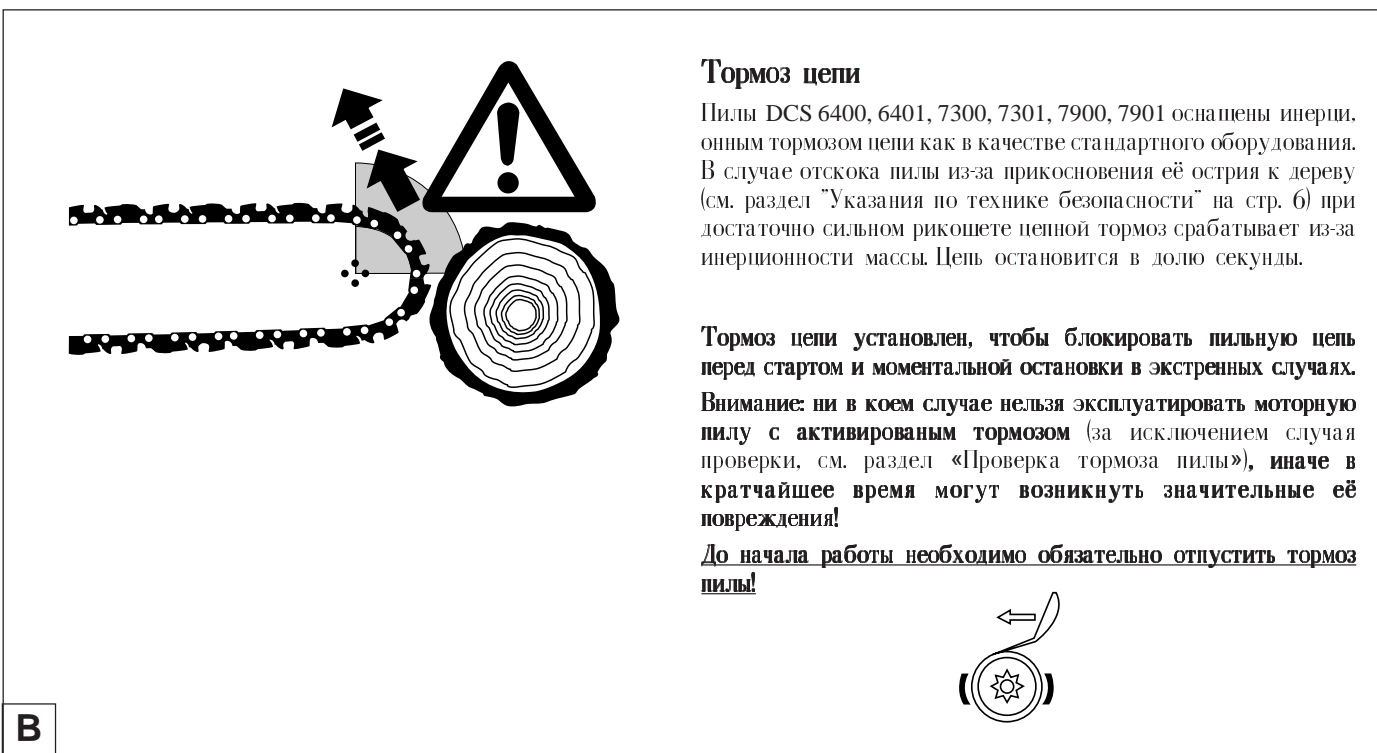 Тормоз цепи
Пилы DCS 6400, 6401, 7300, 7301, 7900, 7901 оснащены инерци,
онным тормозом цепи как в качестве стандартного оборудования.
В случае отскока пилы из-за прикосновения её острия к дереву
(см. раздел "Указания по технике безопасности" на стр. 6) при
достаточно сильном рикошете цепной тормоз срабатывает из-за
инерционности массы. Цепь остановится в долю секунды.
Тормоз цепи установлен, чтобы блокировать пильную цепь
перед стартом и моментальной остановки в экстренных случаях.
Внимание: ни в коем случае нельзя эксплуатировать моторную
пилу с активированым тормозом (за исключением случая
проверки, см. раздел «Проверка тормоза пилы»), иначе в
кратчайшее время могут возникнуть значительные её
повреждения!
До начала работы необходимо обязательно отпустить тормоз
пилы!
B